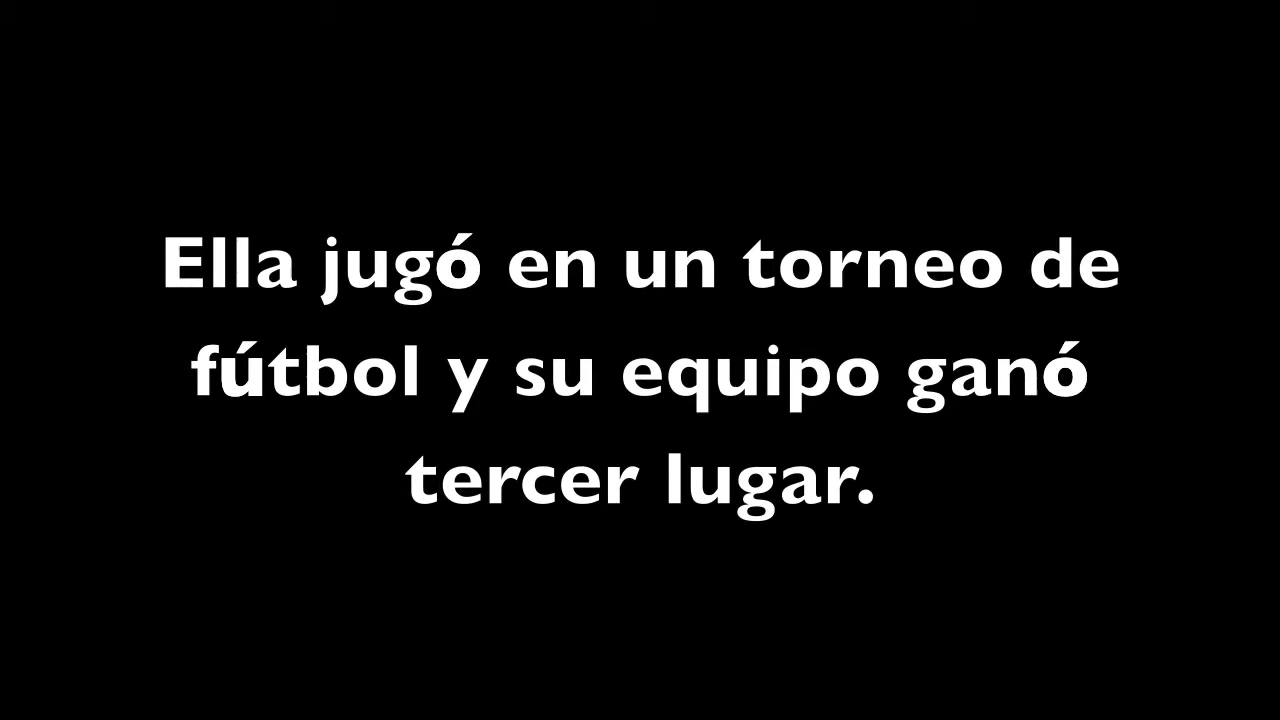 Ella jugó en un torneo de
fútbol y su equipo ganó
tercer lugar.